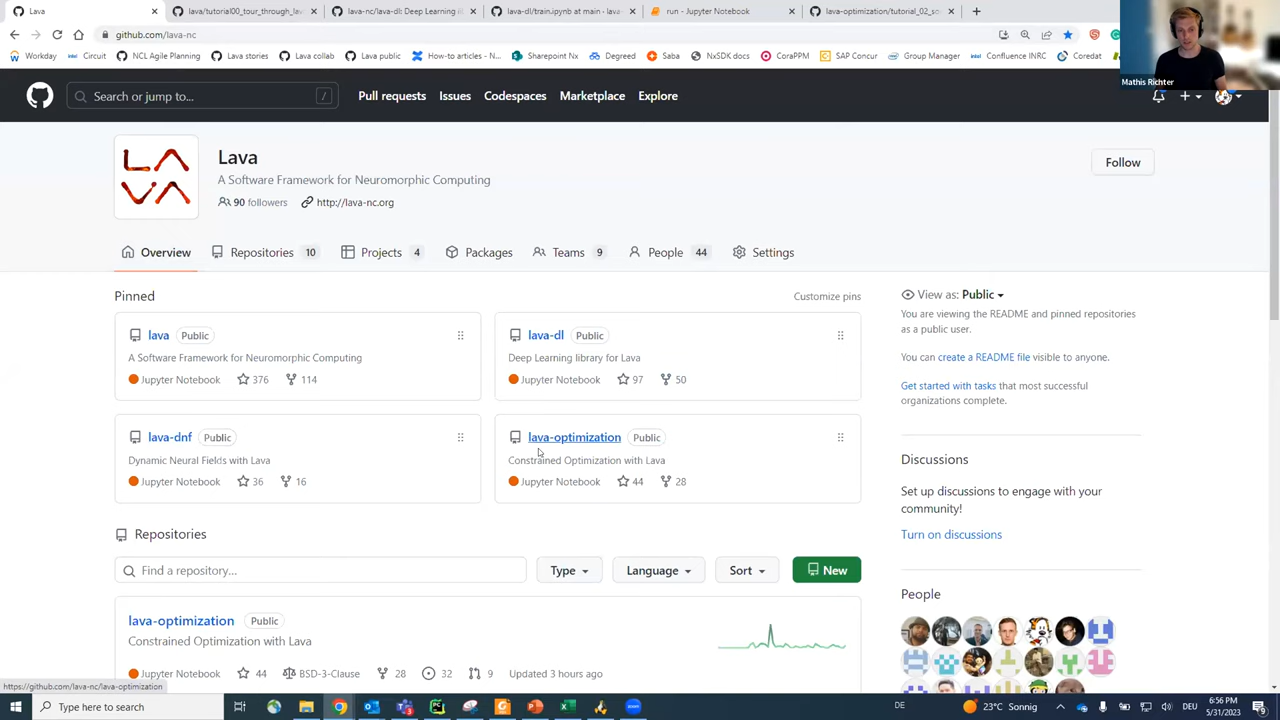 Lava
lava/tutorial00_tour_through_la
lava-nc/lava-dl: Deep Learning li
lava-dl/train.ipynb at main · lav
run - Jupyter Notebook
lava-optimization/tutorial_02_so
github.com/lava-nc
Workday
Circuit
NCL Agile Planning
Lava stories
Lava collab
Lava public
How-to articles - N...
Sharepoint Nx
Degreed
Saba
NxSDK docs
CoraPPM
SAP Concur
Group Manager
Confluence INRC
Coredat
Mathis Richter
Search or jump to...
/
Pull requests
Issues
Codespaces
Marketplace
Explore
LAVA
Lava
A Software Framework for Neuromorphic Computing
90 followers
http://lava-nc.org
Follow
Overview
Repositories 10
Projects 4
Packages
Teams 9
People 44
Settings
Pinned
Customize pins
lava Public
A Software Framework for Neuromorphic Computing
Jupyter Notebook 376 114
lava-dl Public
Deep Learning library for Lava
Jupyter Notebook 97 50
lava-dnf Public
Dynamic Neural Fields with Lava
Jupyter Notebook 36 16
lava-optimization Public
Constrained Optimization with Lava
Jupyter Notebook 44 28
View as: Public
You are viewing the README and pinned repositories
as a public user.
You can create a README file visible to anyone.
Get started with tasks that most successful
organizations complete.
Discussions
Set up discussions to engage with your
community!
Turn on discussions
People
Repositories
Find a repository...
Type
Language
Sort
New
lava-optimization Public
Constrained Optimization with Lava
Jupyter Notebook 44 BSD-3-Clause 28 32 9 Updated 3 hours ago
https://github.com/lava-nc/lava-optimization
Type here to search
DE
23°C Sonnig
DEU
6:56 PM
5/31/2023